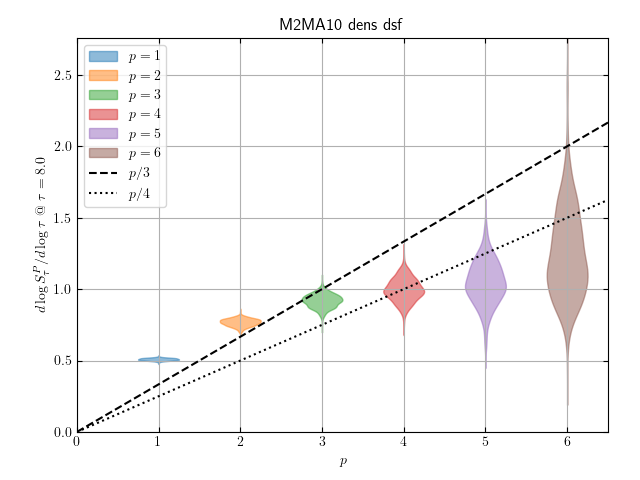 M2MA10 dens dsf
d log S_τ^P / d log τ @ τ = 8.0
2.5
2.0
1.5
1.0
0.5
0.0
p = 1
p = 2
p = 3
p = 4
p = 5
p = 6
p/3
p/4
0 1 2 3 4 5 6
p